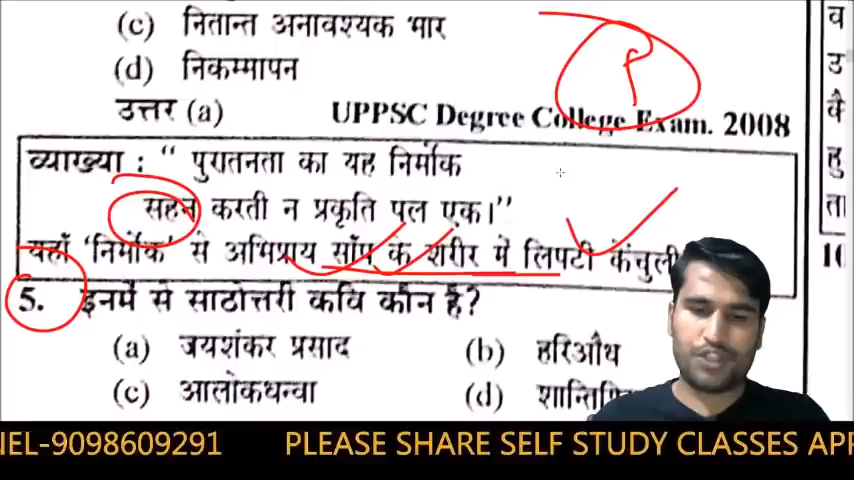 (c) नितान्त अनावश्यक भार
(d) निकम्मापन
उत्तर (a) UPPSC Degree College Exam. 2008
व्याख्या : " पुरातनता का यह निर्मोक
सहन करती न प्रकृति पल एक।"
यहाँ 'निर्मोक' से अभिप्राय साँप के शरीर में लिपटी केंचुली
5. इनमें से साठोत्तरी कवि कौन है?
(a) जयशंकर प्रसाद (b) हरिऔध
(c) आलोकधन्वा (d)
NEL-9098609291 PLEASE SHARE SELF STUDY CLASSES APP
व
उ
वै
हु
ता
10